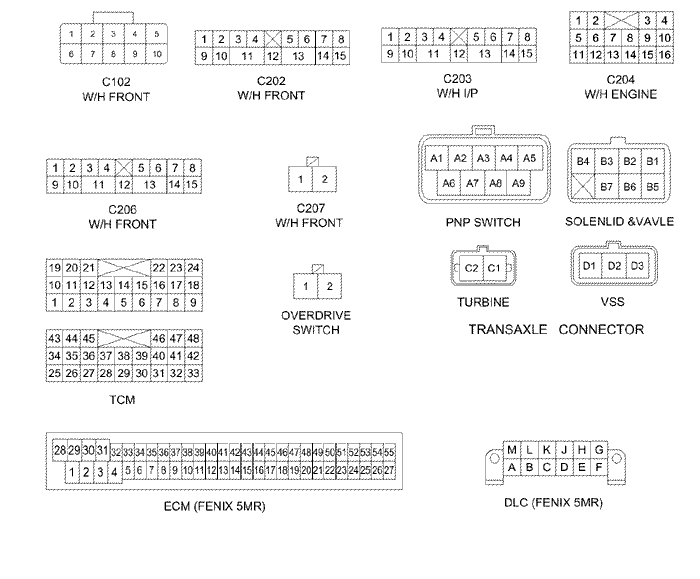 1 2 3 4 5
6 7 8 9 10
C102
W/H FRONT
1 2 3 4 5 6 7 8
9 10 11 12 13 14 15
C202
W/H FRONT
1 2 3 4 5 6 7 8
9 10 11 12 13 14 15
C203
W/H I/P
1 2 3 4
5 6 7 8 9 10
11 12 13 14 15 16
C204
W/H ENGINE
1 2 3 4 5 6 7 8
9 10 11 12 13 14 15
C206
W/H FRONT
1 2
C207
W/H FRONT
A1 A2 A3 A4 A5
A6 A7 A8 A9
PNP SWITCH
B4 B3 B2 B1
B7 B6 B5
SOLENLID &VAVLE
19 20 21 22 23 24
10 11 12 13 14 15 16 17 18
1 2 3 4 5 6 7 8 9
43 44 45 46 47 48
34 35 36 37 38 39 40 41 42
25 26 27 28 29 30 31 32 33
TCM
1 2
OVERDRIVE
SWITCH
C2 C1
TURBINE
D1 D2 D3
VSS
TRANSAXLE CONNECTOR
28 29 30 31 32 33 34 35 36 37 38 39 40 41 42 43 44 45 46 47 48 49 50 51 52 53 54 55
1 2 3 4 5 6 7 8 9 10 11 12 13 14 15 16 17 18 19 20 21 22 23 24 25 26 27
ECM (FENIX 5MR)
M L K J H G
A B C D E F
DLC (FENIX 5MR)